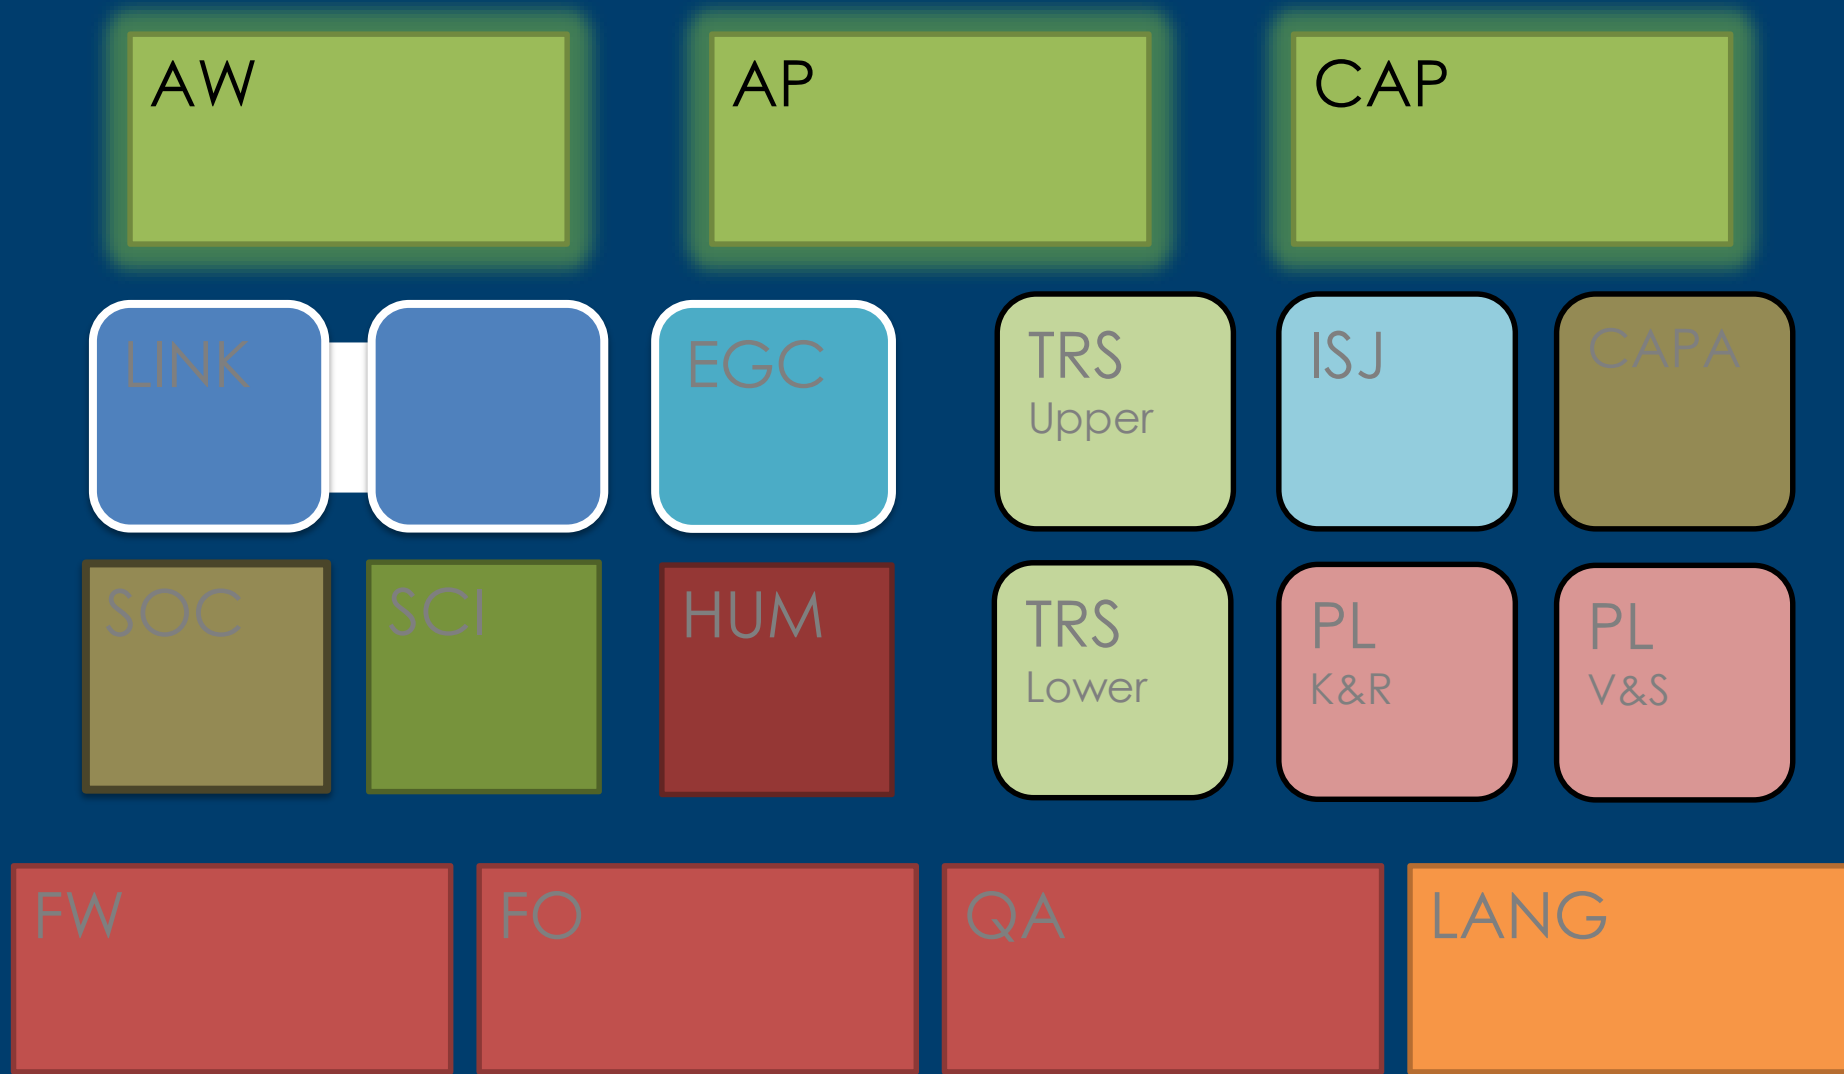 AW
AP
CAP
LINK
EGC
TRS
Upper
ISJ
CAPA
SOC
SCI
HUM
TRS
Lower
PL
K&R
PL
V&S
FW
FO
QA
LANG